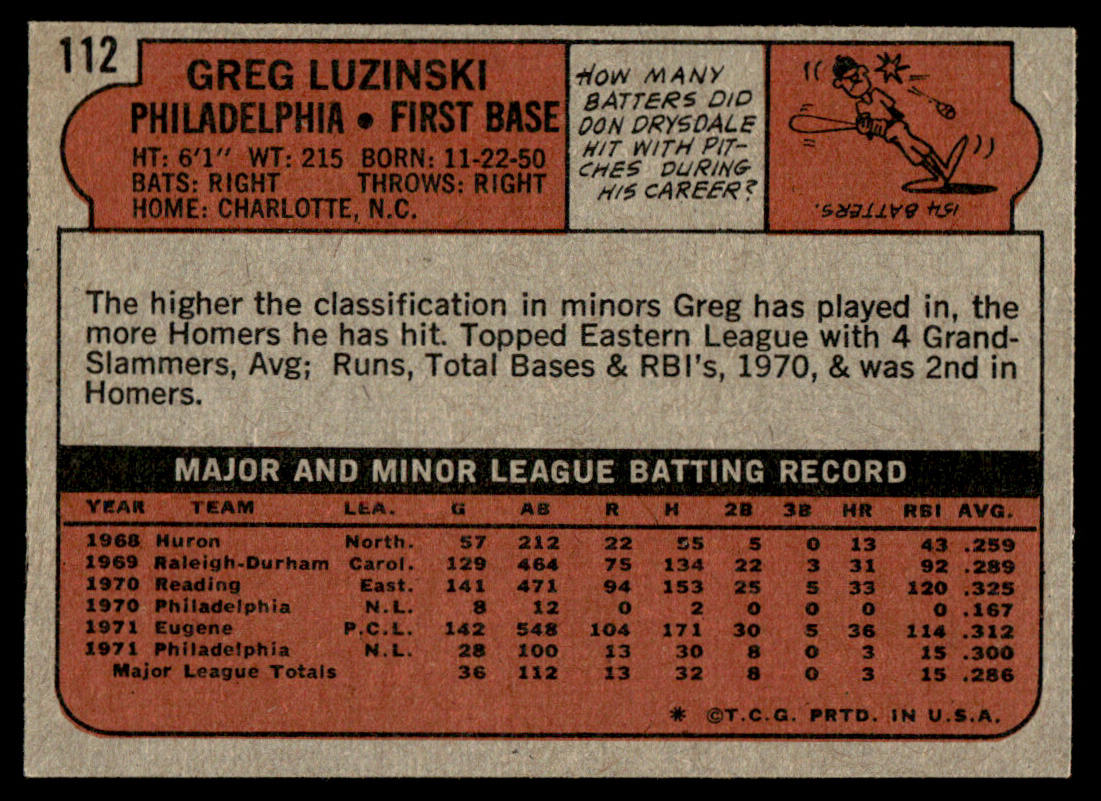 112
GREG LUZINSKI
PHILADELPHIA • FIRST BASE
HT: 6'1" WT: 215 BORN: 11-22-50
BATS: RIGHT THROWS: RIGHT
HOME: CHARLOTTE, N.C.
HOW MANY
BATTERS DID
DON DRYSDALE
HIT WITH PIT-
CHES DURING
HIS CAREER?
154 BATTERS.
The higher the classification in minors Greg has played in, the
more Homers he has hit. Topped Eastern League with 4 Grand-
Slammers, Avg; Runs, Total Bases & RBI's, 1970, & was 2nd in
Homers.
MAJOR AND MINOR LEAGUE BATTING RECORD
YEAR TEAM LEA. G AB R H 2B 3B HR RBI AVG.
1968 Huron North. 57 212 22 55 5 0 13 43 .259
1969 Raleigh-Durham Carol. 129 464 75 134 22 3 31 92 .289
1970 Reading East. 141 471 94 153 25 5 33 120 .325
1970 Philadelphia N.L. 8 12 0 2 0 0 0 0 .167
1971 Eugene P.C.L. 142 548 104 171 30 5 36 114 .312
1971 Philadelphia N.L. 28 100 13 30 8 0 3 15 .300
Major League Totals 36 112 13 32 8 0 3 15 .286
* ©T.C.G. PRTD. IN U.S.A.